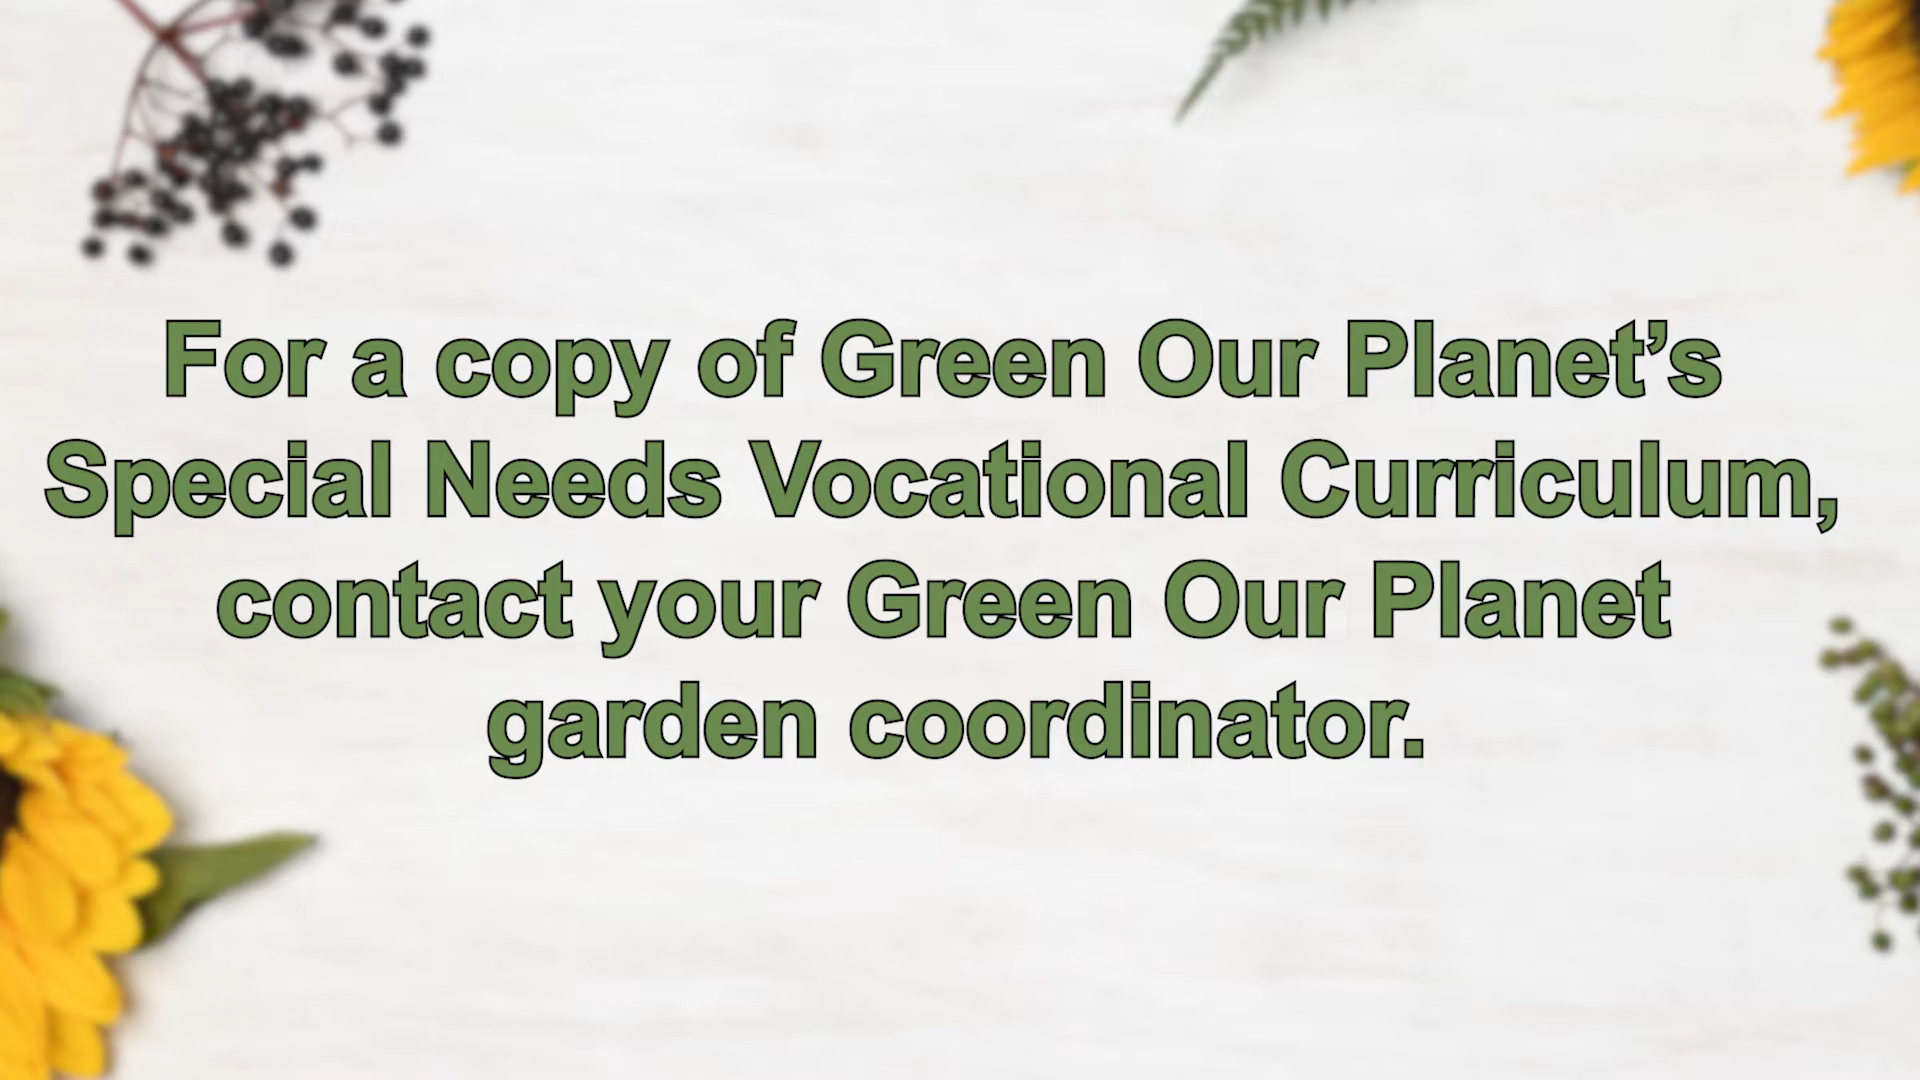 For a copy of Green Our Planet’s
Special Needs Vocational Curriculum,
contact your Green Our Planet
garden coordinator.